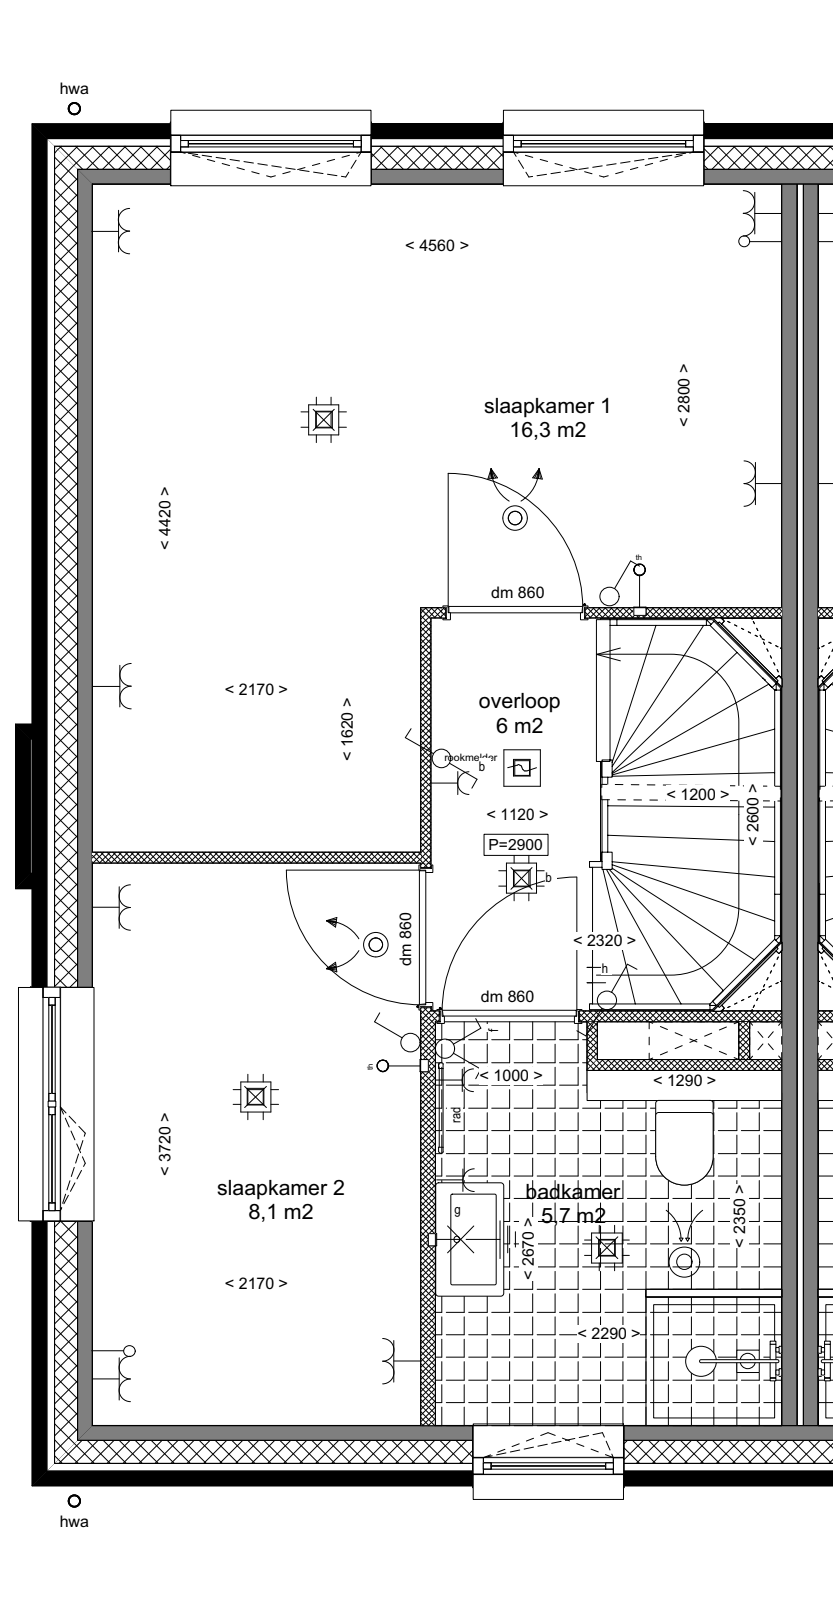 hwa
< 4560 >
< 2800 >
slaapkamer 1
16,3 m2
< 4420 >
th
dm 860
< 2170 >
< 1620 >
overloop
6 m2
rookmelder
b
< 1200 >
< 1120 >
< 2600 >
P=2900
b
dm 860
< 2320 >
h
dm 860
f
th
< 1000 >
< 1290 >
rad
< 3720 >
slaapkamer 2
8,1 m2
badkamer
5,7 m2
g
< 2350 >
< 2670 >
< 2170 >
< 2290 >
hwa